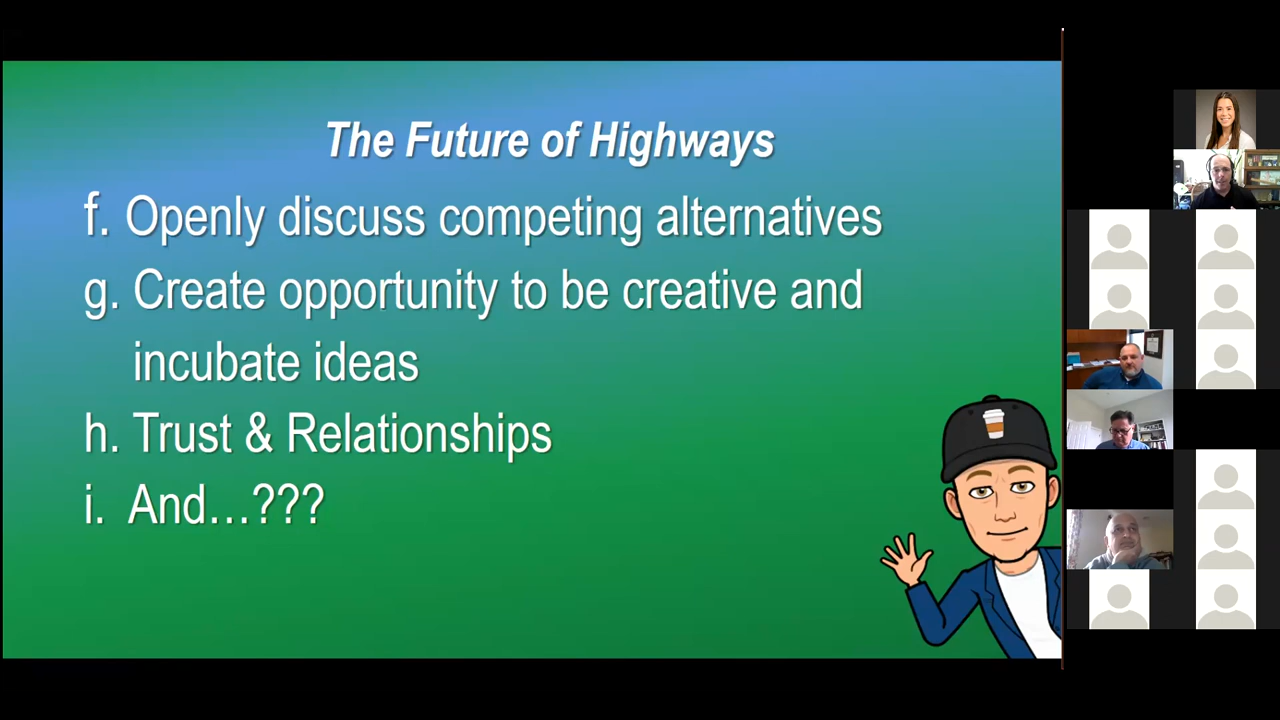 The Future of Highways
f. Openly discuss competing alternatives
g. Create opportunity to be creative and
incubate ideas
h. Trust & Relationships
i. And...???